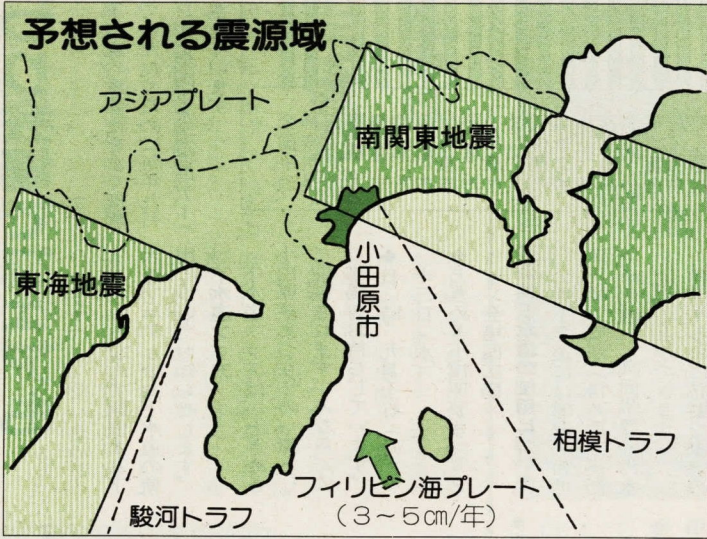 予想される震源域
アジアプレート
南関東地震
東海地震
小田原市
相模トラフ
フィリピン海プレート
（3～5㎝/年）
駿河トラフ